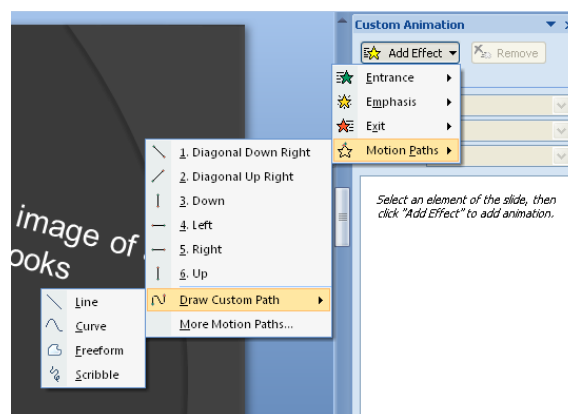 Custom Animation
Add Effect
Remove
Entrance
Emphasis
Exit
Motion Paths
1. Diagonal Down Right
2. Diagonal Up Right
3. Down
4. Left
5. Right
6. Up
Draw Custom Path
More Motion Paths...
Line
Curve
Freeform
Scribble
Select an element of the slide, then
click "Add Effect" to add animation.
image of
ooks